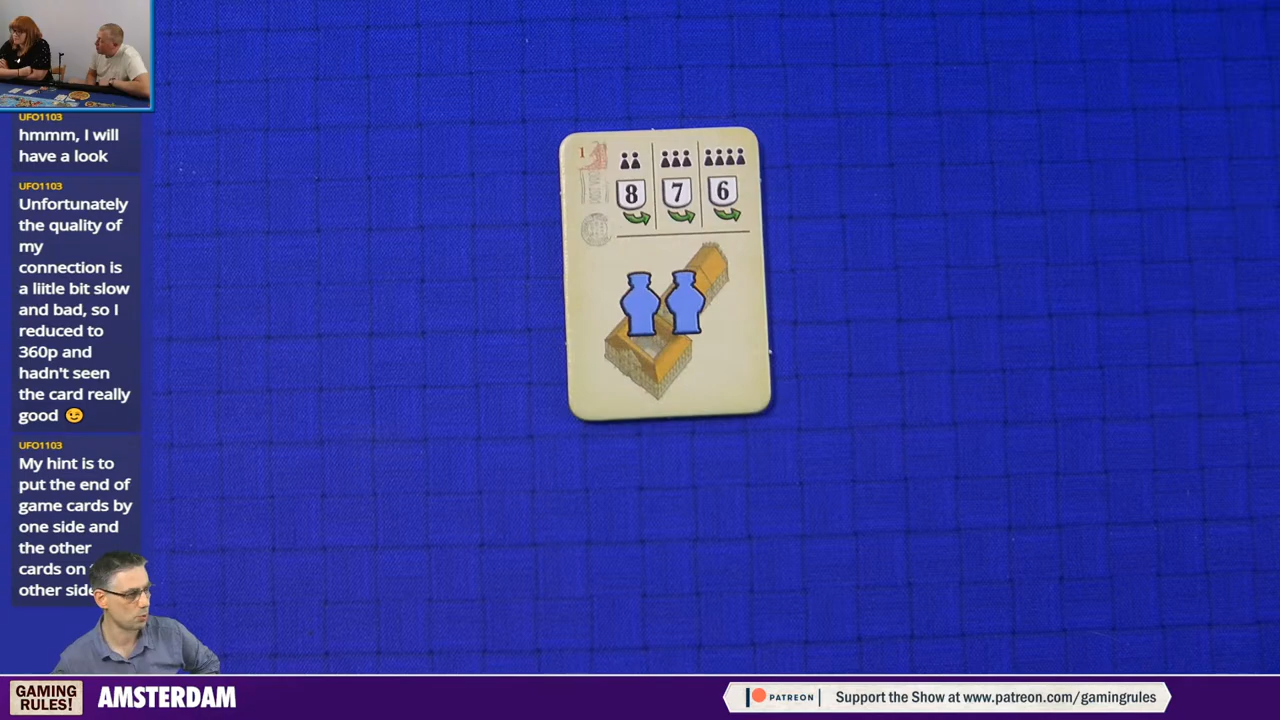 UFO1103
hmmm, I will
have a look
UFO1103
Unfortunately
the quality of
my
connection is
a liitle bit slow
and bad, so I
reduced to
360p and
hadn't seen
the card really
good 😉
UFO1103
My hint is to
put the end of
game cards by
one side and
the other
cards on
other side
1
8 7 6
GAMING
RULES!
AMSTERDAM
PATREON
Support the Show at www.patreon.com/gamingrules